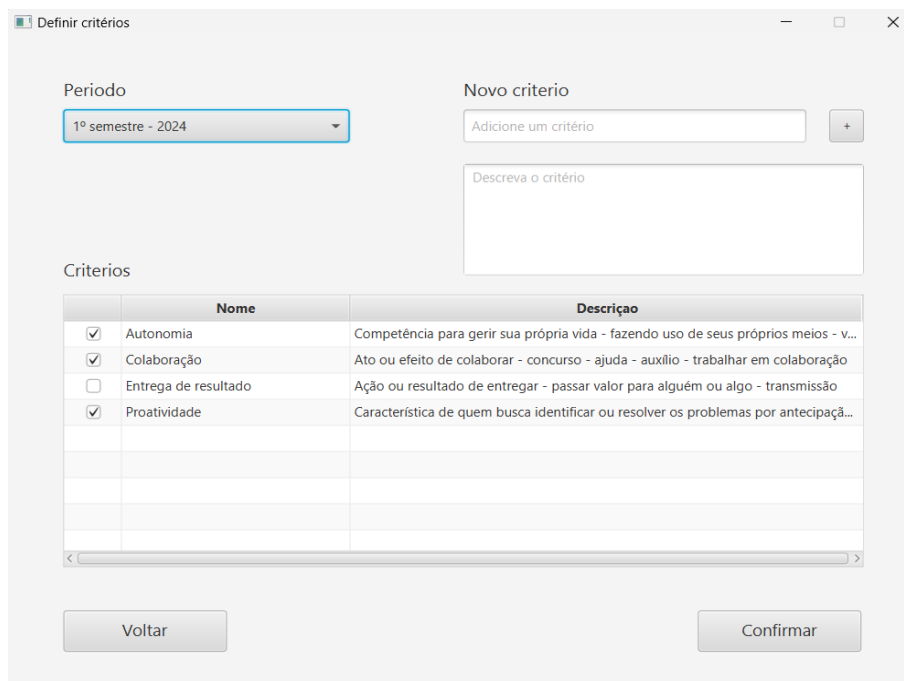 Definir critérios
Periodo
Novo criterio
1º semestre - 2024
Adicione um critério
+
Descreva o critério
Criterios
Nome Descriçao
Autonomia Competência para gerir sua própria vida - fazendo uso de seus próprios meios - v...
Colaboração Ato ou efeito de colaborar - concurso - ajuda - auxílio - trabalhar em colaboração
Entrega de resultado Ação ou resultado de entregar - passar valor para alguém ou algo - transmissão
Proatividade Característica de quem busca identificar ou resolver os problemas por antecipaçã...
Voltar Confirmar